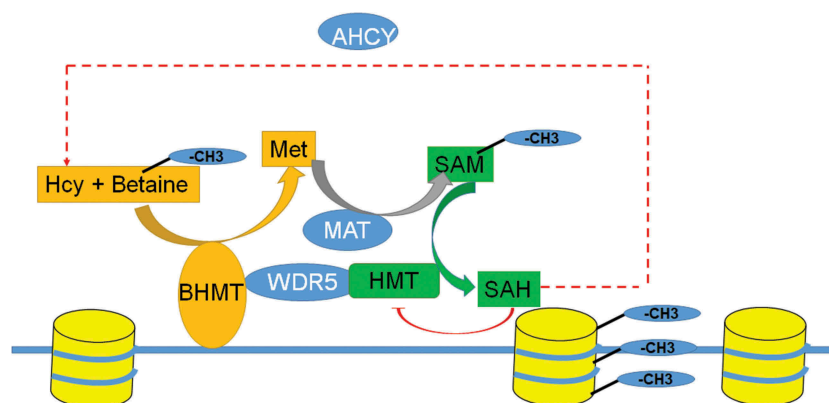 AHCY
-CH3
-CH3
Met
SAM
Hcy + Betaine
MAT
WDR5
HMT
BHMT
SAH
-CH3
-CH3
-CH3